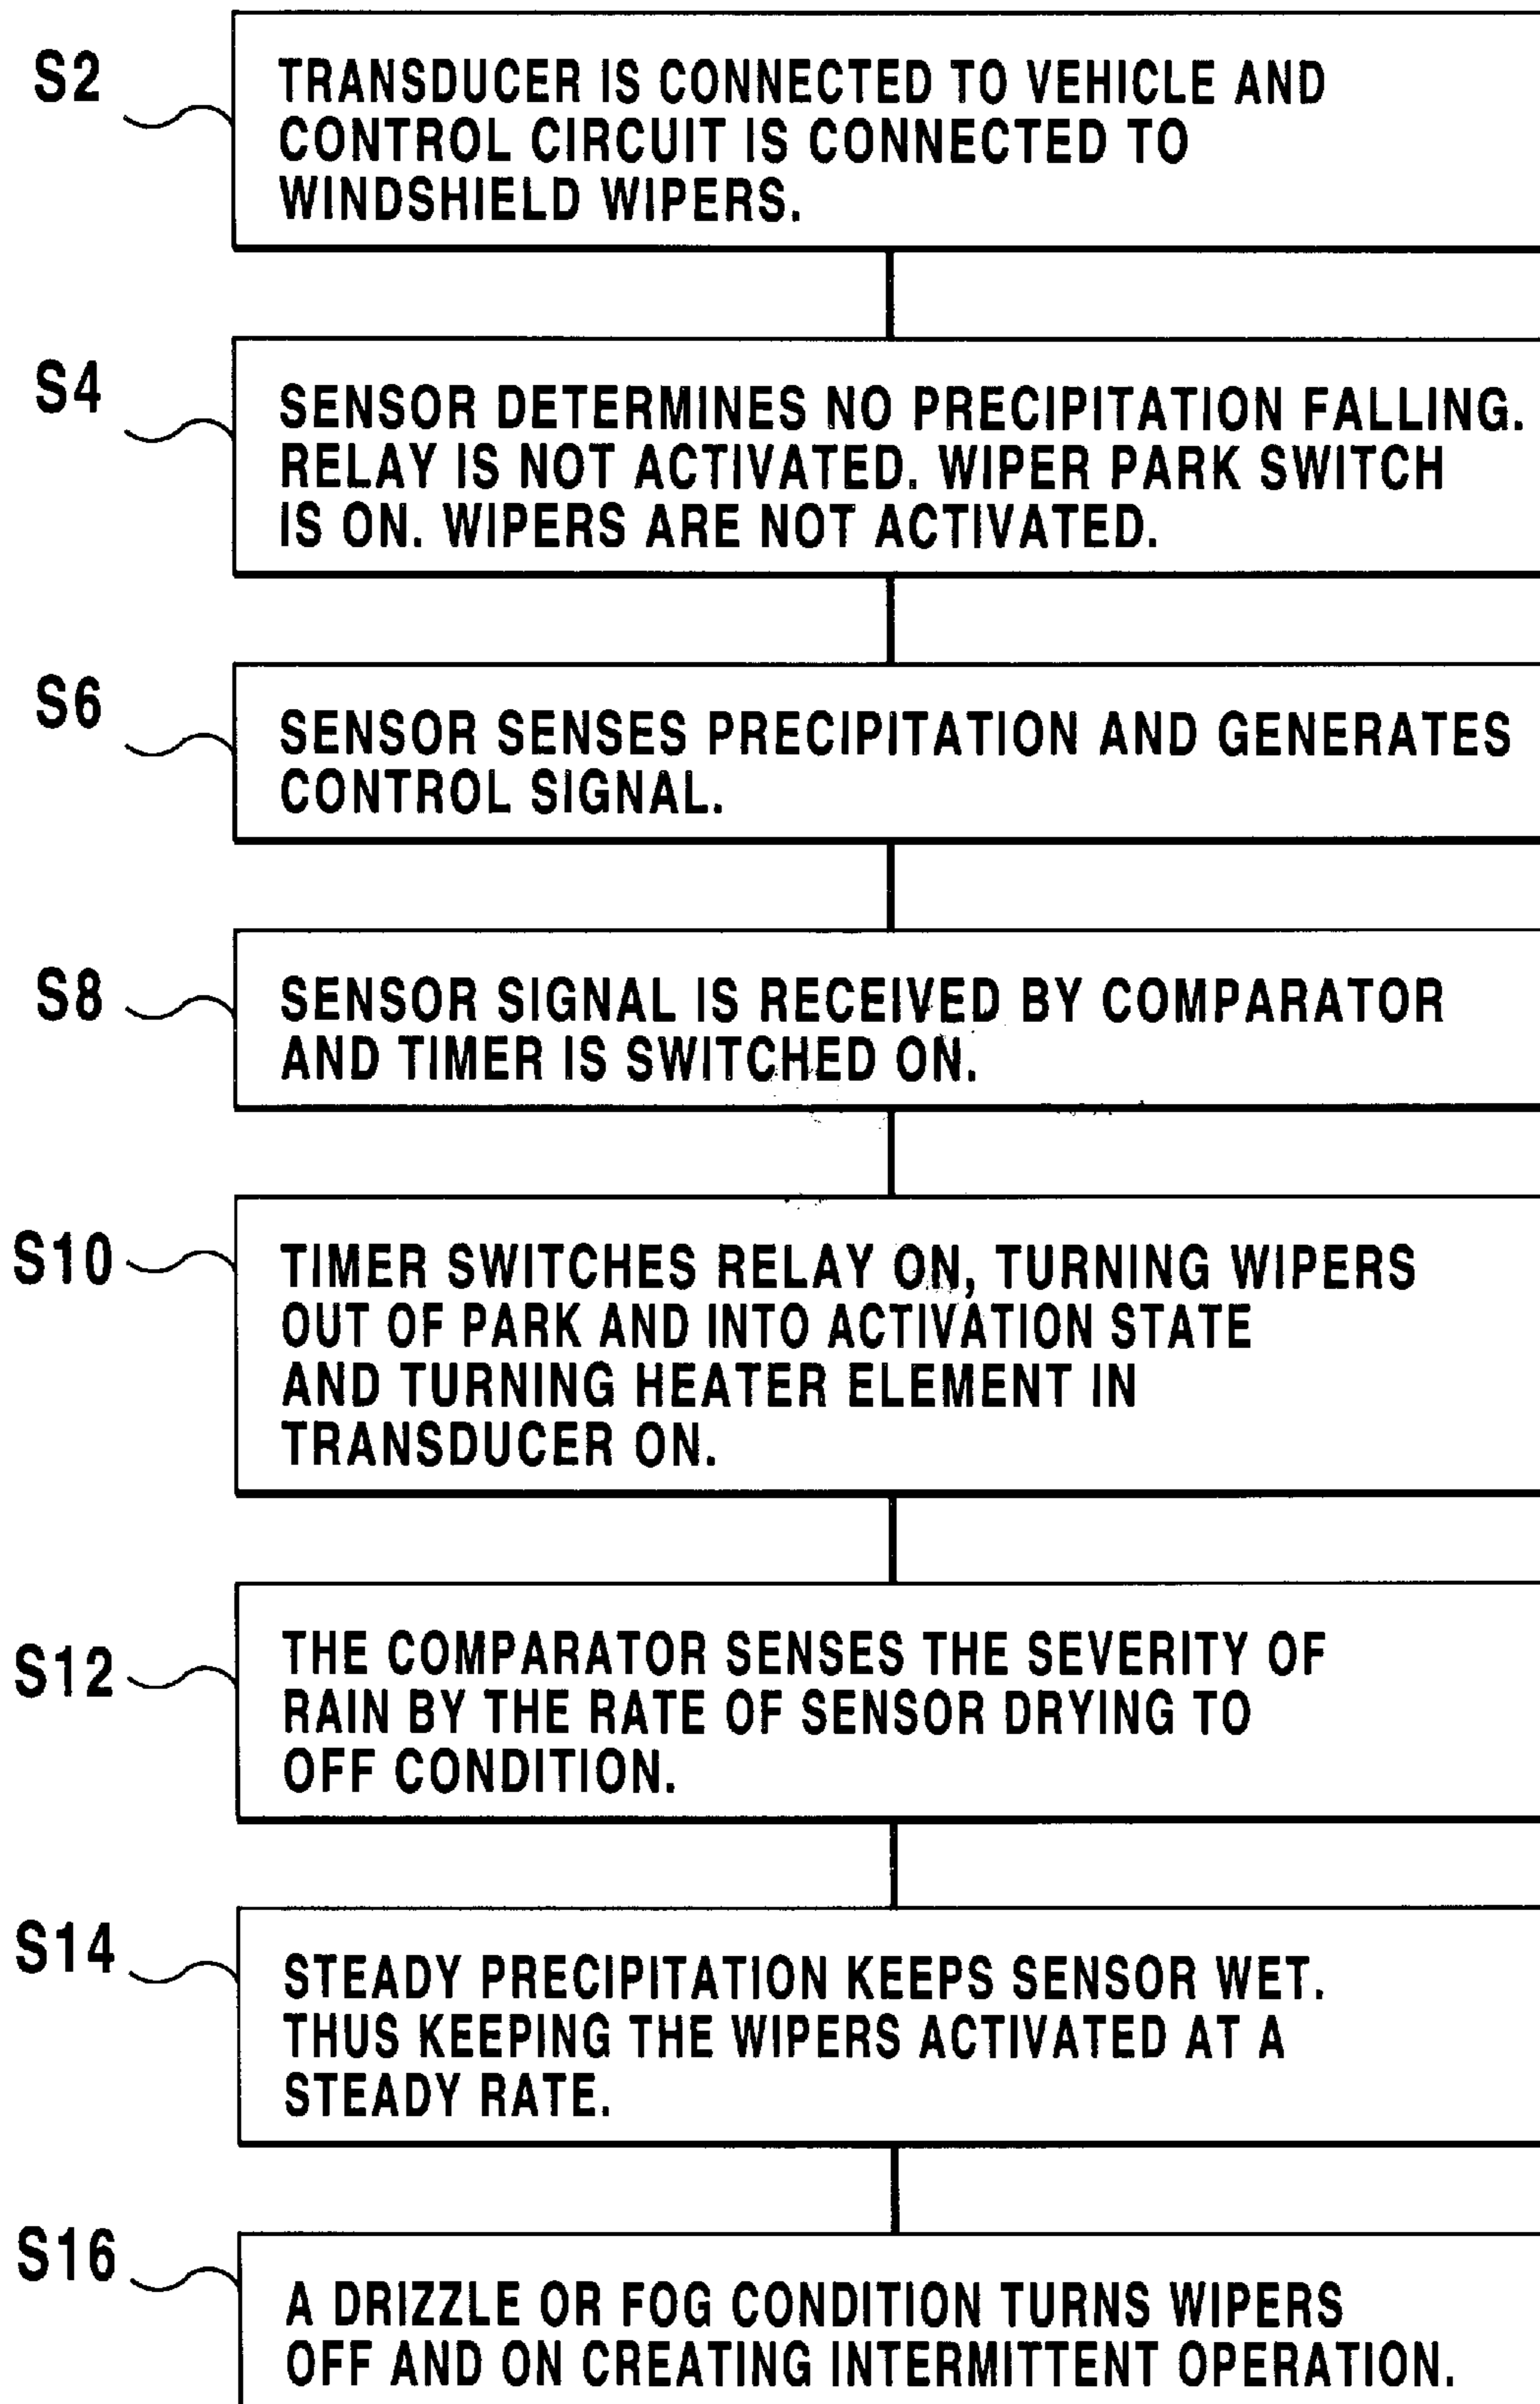 S2
TRANSDUCER IS CONNECTED TO VEHICLE AND
CONTROL CIRCUIT IS CONNECTED TO
WINDSHIELD WIPERS.
S4
SENSOR DETERMINES NO PRECIPITATION FALLING.
RELAY IS NOT ACTIVATED. WIPER PARK SWITCH
IS ON. WIPERS ARE NOT ACTIVATED.
S6
SENSOR SENSES PRECIPITATION AND GENERATES
CONTROL SIGNAL.
S8
SENSOR SIGNAL IS RECEIVED BY COMPARATOR
AND TIMER IS SWITCHED ON.
S10
TIMER SWITCHES RELAY ON, TURNING WIPERS
OUT OF PARK AND INTO ACTIVATION STATE
AND TURNING HEATER ELEMENT IN
TRANSDUCER ON.
S12
THE COMPARATOR SENSES THE SEVERITY OF
RAIN BY THE RATE OF SENSOR DRYING TO
OFF CONDITION.
S14
STEADY PRECIPITATION KEEPS SENSOR WET.
THUS KEEPING THE WIPERS ACTIVATED AT A
STEADY RATE.
S16
A DRIZZLE OR FOG CONDITION TURNS WIPERS
OFF AND ON CREATING INTERMITTENT OPERATION.